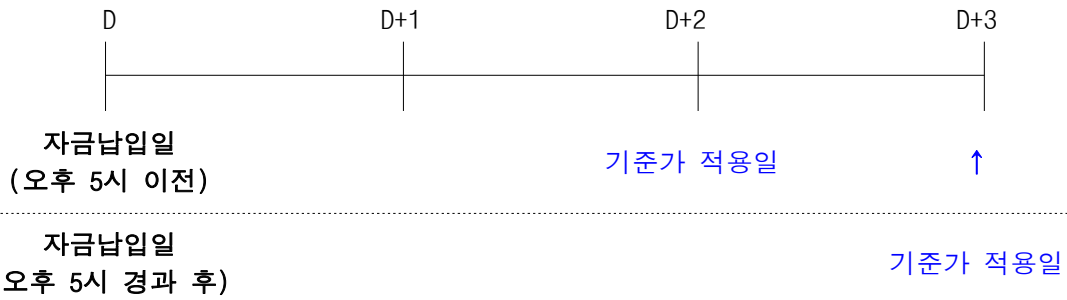 D D+1 D+2 D+3
자금납입일
(오후 5시 이전)
기준가 적용일 ↑
자금납입일
오후 5시 경과 후)
기준가 적용일